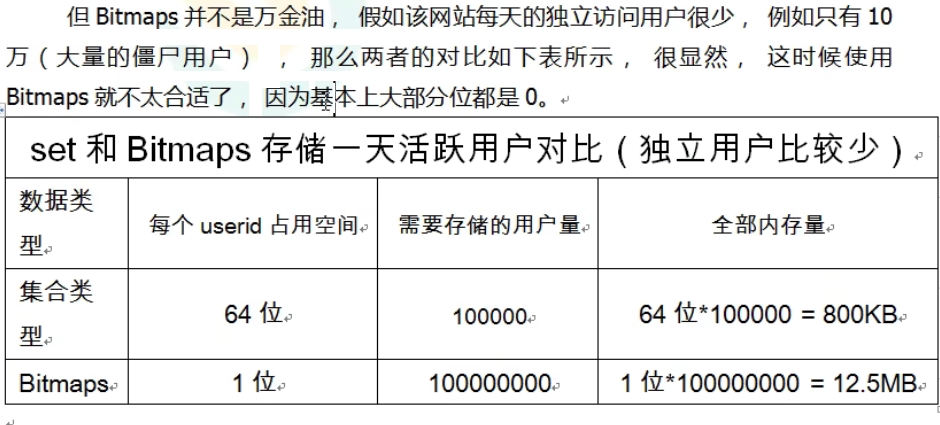 但 Bitmaps 并不是万金油， 假如该网站每天的独立访问用户很少， 例如只有 10
万（大量的僵尸用户） ， 那么两者的对比如下表所示， 很显然， 这时候使用
Bitmaps 就不太合适了， 因为基本上大部分位都是 0。
set 和 Bitmaps 存储一天活跃用户对比（独立用户比较少）
数据类型 每个 userid 占用空间 需要存储的用户量 全部内存量
集合类型 64 位 100000 64 位*100000 = 800KB
Bitmaps 1 位 100000000 1 位*100000000 = 12.5MB